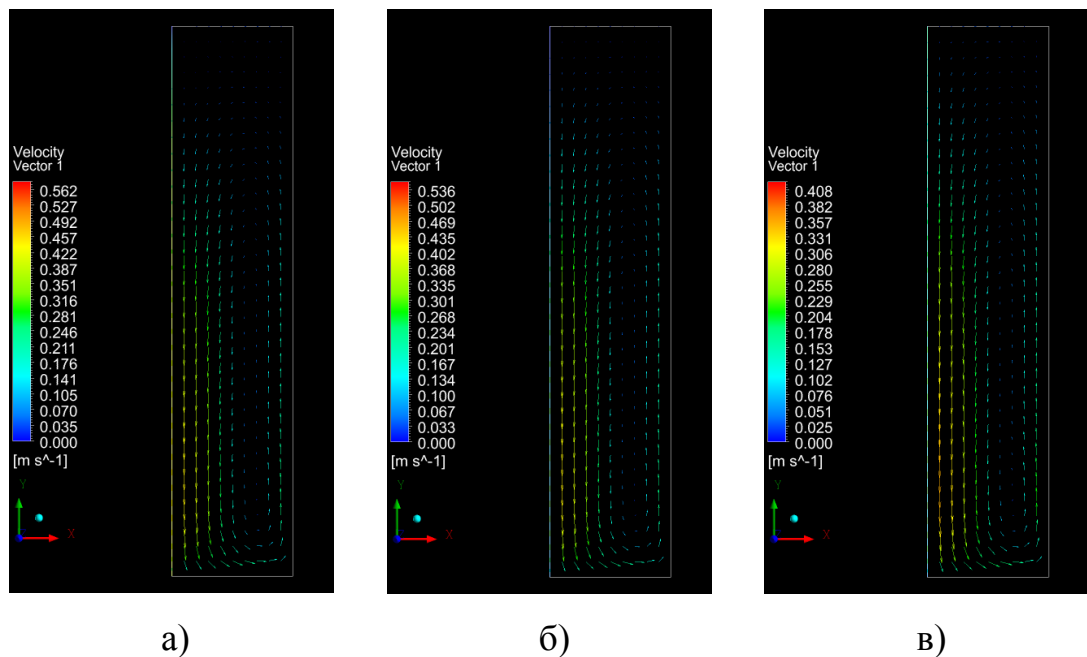 Velocity
Vector 1
0.562
0.527
0.492
0.457
0.422
0.387
0.351
0.316
0.281
0.246
0.211
0.176
0.141
0.105
0.070
0.035
0.000
[m s^-1]
Y
X
а)
Velocity
Vector 1
0.536
0.502
0.469
0.435
0.402
0.368
0.335
0.301
0.268
0.234
0.201
0.167
0.134
0.100
0.067
0.033
0.000
[m s^-1]
Y
X
б)
Velocity
Vector 1
0.408
0.382
0.357
0.331
0.306
0.280
0.255
0.229
0.204
0.178
0.153
0.127
0.102
0.076
0.051
0.025
0.000
[m s^-1]
Y
X
в)